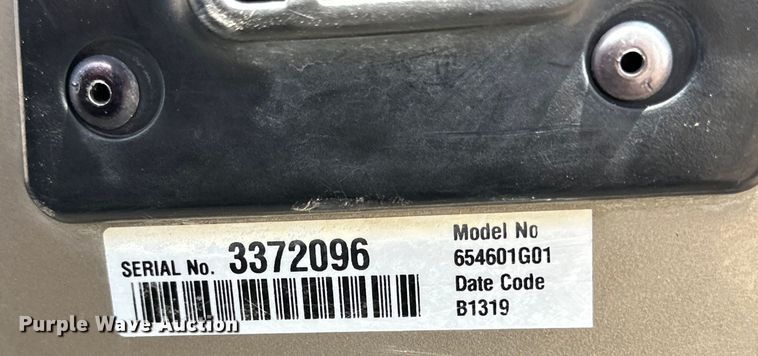 SERIAL No. 3372096
Model No
654601G01
Date Code
B1319
Purple Wave Auction